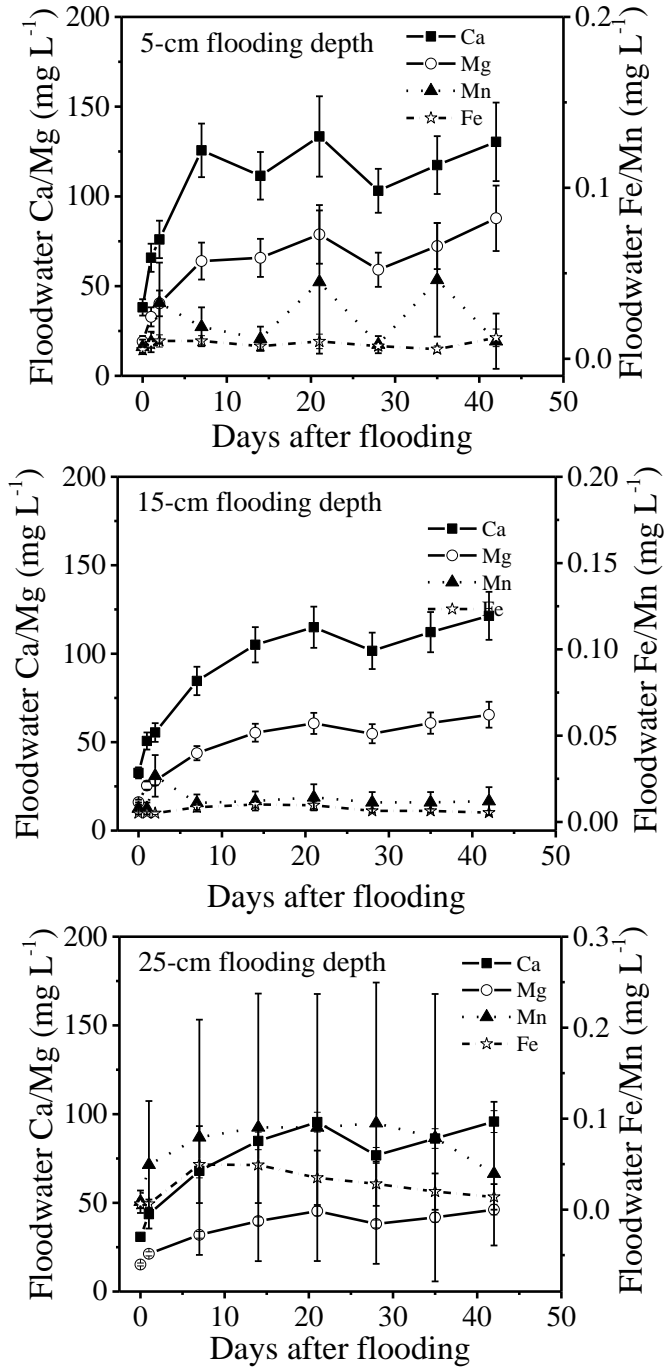 5-cm flooding depth
Ca
Mg
Mn
Fe
200
150
100
50
0
0.2
0.1
0.0
Floodwater Ca/Mg (mg L⁻¹)
Floodwater Fe/Mn (mg L⁻¹)
0 10 20 30 40 50
Days after flooding
15-cm flooding depth
Ca
Mg
Mn
Fe
200
150
100
50
0
0.20
0.15
0.10
0.05
0.00
Floodwater Ca/Mg (mg L⁻¹)
Floodwater Fe/Mn (mg L⁻¹)
0 10 20 30 40 50
Days after flooding
25-cm flooding depth
Ca
Mg
Mn
Fe
200
150
100
50
0
0.3
0.2
0.1
0.0
Floodwater Ca/Mg (mg L⁻¹)
Floodwater Fe/Mn (mg L⁻¹)
0 10 20 30 40 50
Days after flooding